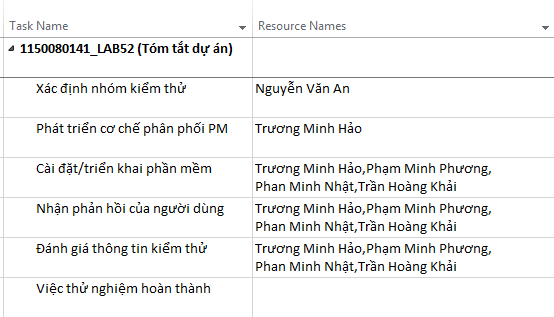 Task Name
Resource Names
1150080141_LAB52 (Tóm tắt dự án)
Xác định nhóm kiểm thử
Nguyễn Văn An
Phát triển cơ chế phân phối PM
Trương Minh Hảo
Cài đặt/triển khai phần mềm
Trương Minh Hảo,Phạm Minh Phương,
Phan Minh Nhật,Trần Hoàng Khải
Nhận phản hồi của người dùng
Trương Minh Hảo,Phạm Minh Phương,
Phan Minh Nhật,Trần Hoàng Khải
Đánh giá thông tin kiểm thử
Trương Minh Hảo,Phạm Minh Phương,
Phan Minh Nhật,Trần Hoàng Khải
Việc thử nghiệm hoàn thành